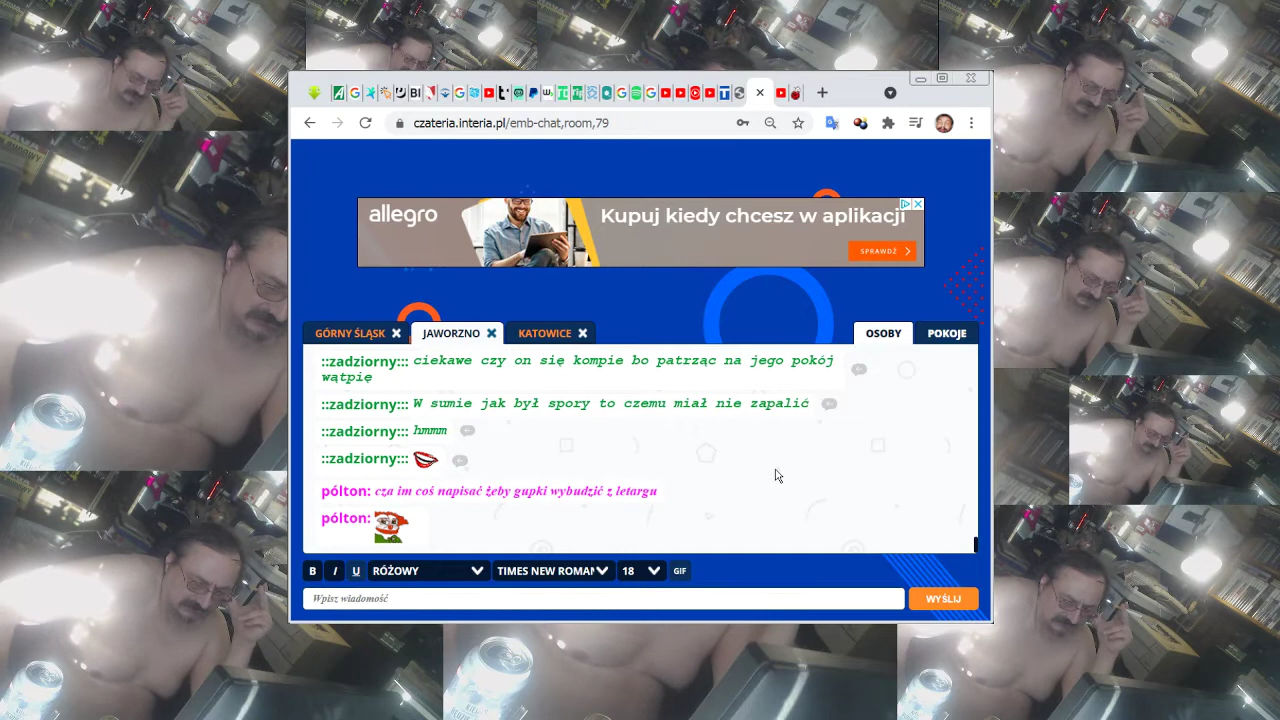 czateria.interia.pl/emb-chat,room,79
allegro
Kupuj kiedy chcesz w aplikacji
SPRAWDŹ
GÓRNY ŚLĄSK
JAWORZNO
KATOWICE
OSOBY
POKOJE
::zadziorny::: ciekawe czy on się kompie bo patrząc na jego pokój
wątpię
::zadziorny::: W sumie jak był spory to czemu miał nie zapalić
::zadziorny::: hmmm
::zadziorny:::
pólton: cza im coś napisać żeby gupki wybudzić z letargu
pólton:
B I U RÓŻOWY TIMES NEW ROMAN 18 GIF
Wpisz wiadomość
WYŚLIJ